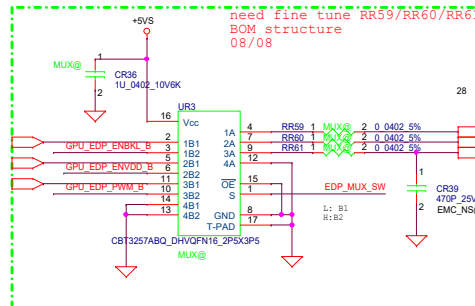 need fine tune RR59/RR60/RR61
BOM structure
08/08
+5VS
MUX@
1
CR36
1U_0402_10V6K
2
28
UR3
16
Vcc
2
1B1
1A
4
RR59
1
MUX@
2
0_0402_5%
GPU_EDP_ENBKL_B
3
1B2
2A
7
RR60
1
MUX@
2
0_0402_5%
5
2B1
3A
9
RR61
1
MUX@
2
0_0402_5%
GPU_EDP_ENVDD_B
6
2B2
4A
12
11
3B1
GPU_EDP_PWM_B
10
3B2
OE
15
14
4B1
S
1
EDP_MUX_SW
13
4B2
GND
8
T-PAD
17
L: B1
H:B2
1
CR39
470P_25V
2
EMC_NS@
CBT3257ABQ_DHVQFN16_2P5X3P5
MUX@